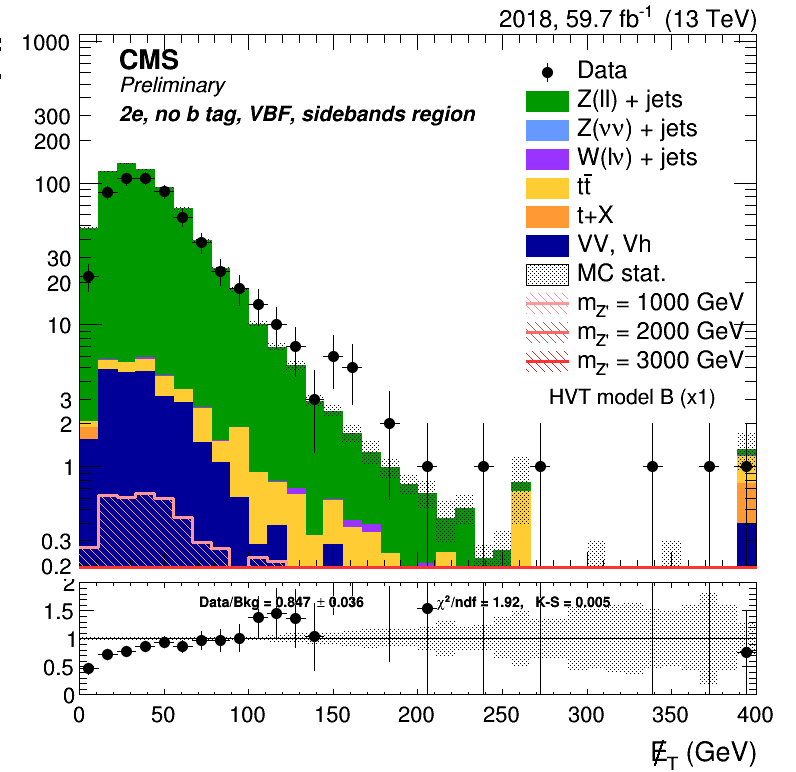 2018, 59.7 fb⁻¹ (13 TeV)
CMS
Preliminary
2e, no b tag, VBF, sidebands region
Data
Z(ll) + jets
Z(νν) + jets
W(lν) + jets
tt̄
t+X
VV, Vh
MC stat.
m_Z' = 1000 GeV
m_Z' = 2000 GeV
m_Z' = 3000 GeV
HVT model B (x1)
1000
300
200
100
30
20
10
3
2
1
0.3
0.2
Data/Bkg = 0.847 ± 0.036 χ²/ndf = 1.92, K-S = 0.005
2
1.5
1
0.5
0
0 50 100 150 200 250 300 350 400
E̸_T (GeV)